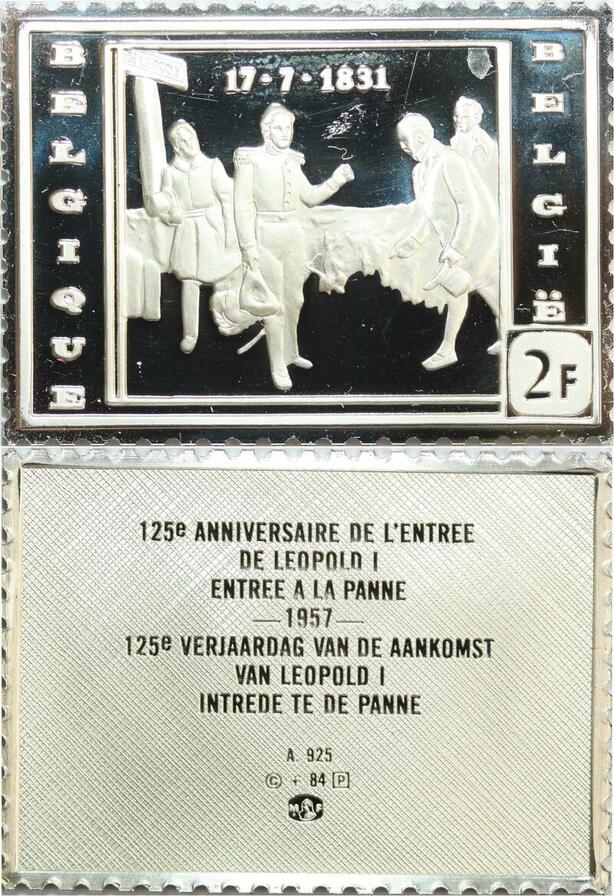 BELGIQUE
17·7·1831
BELGIË
2F
125e ANNIVERSAIRE DE L'ENTREE
DE LEOPOLD I
ENTREE A LA PANNE
—1957—
125e VERJAARDAG VAN DE AANKOMST
VAN LEOPOLD I
INTREDE TE DE PANNE
A. 925
© + 84 P
M F